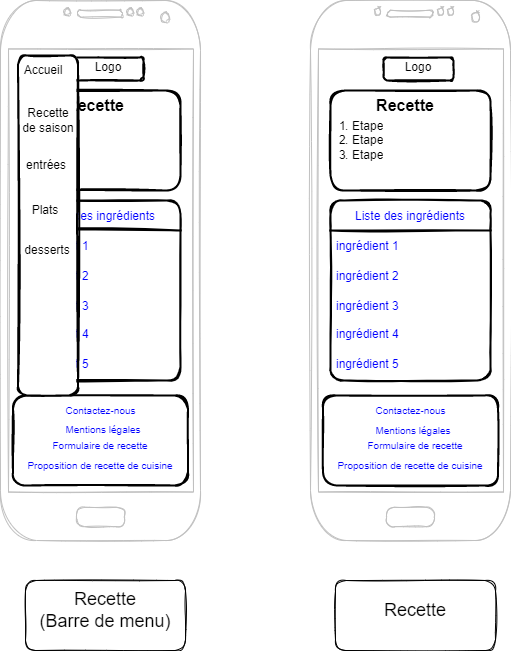 Accueil
Recette
de saison
entrées
Plats
desserts
Logo
ecette
es ingrédients
1
2
3
4
5
Contactez-nous
Mentions légales
Formulaire de recette
Proposition de recette de cuisine
Recette
(Barre de menu)
Logo
Recette
1. Etape
2. Etape
3. Etape
Liste des ingrédients
ingrédient 1
ingrédient 2
ingrédient 3
ingrédient 4
ingrédient 5
Contactez-nous
Mentions légales
Formulaire de recette
Proposition de recette de cuisine
Recette